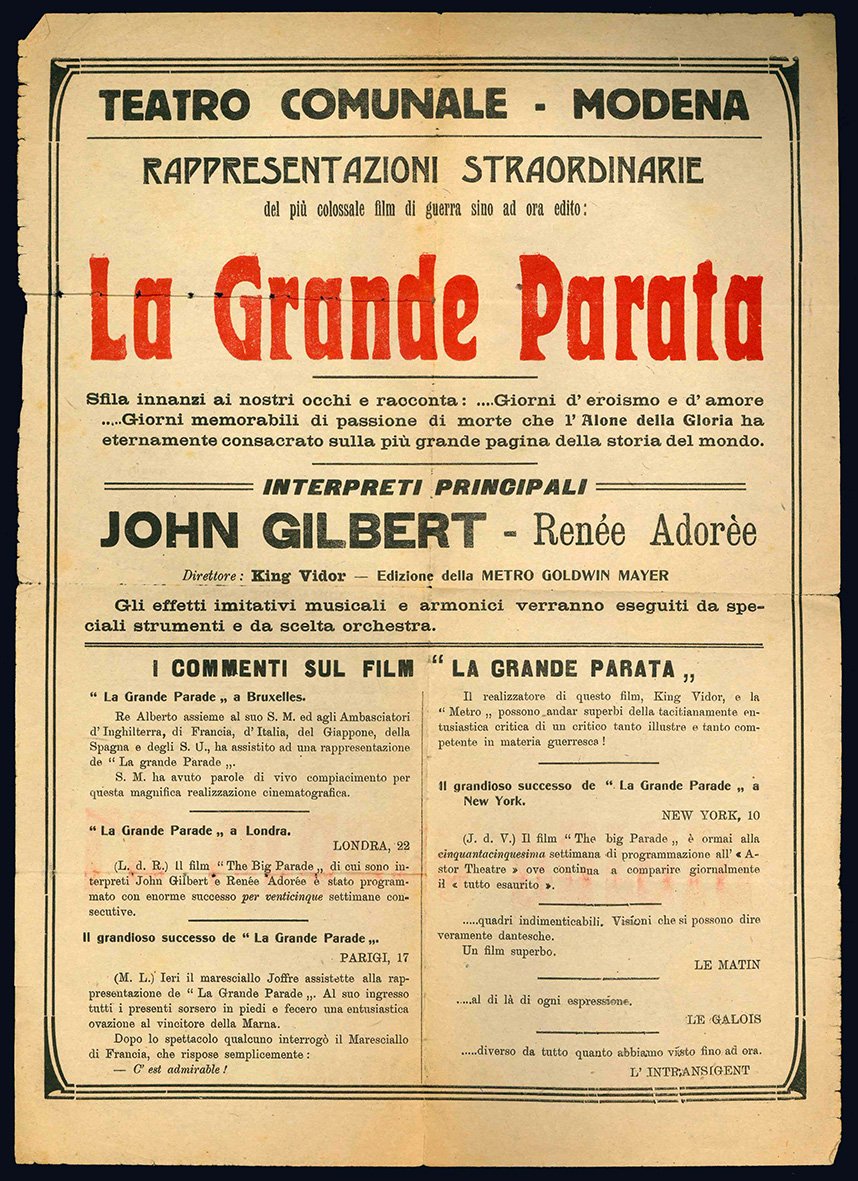 TEATRO COMUNALE - MODENA
RAPPRESENTAZIONI STRAORDINARIE
del più colossale film di guerra sino ad ora edito:
La Grande Parata
Sfila innanzi ai nostri occhi e racconta: ....Giorni d' eroismo e d' amore
.....Giorni memorabili di passione di morte che l' Alone della Gloria ha
eternamente consacrato sulla più grande pagina della storia del mondo.
INTERPRETI PRINCIPALI
JOHN GILBERT - Renée Adorèe
Direttore: King Vidor — Edizione della METRO GOLDWIN MAYER
Gli effetti imitativi musicali e armonici verranno eseguiti da spe-
ciali strumenti e da scelta orchestra.
I COMMENTI SUL FILM “ LA GRANDE PARATA „
“ La Grande Parade „ a Bruxelles.
Re Alberto assieme al suo S. M. ed agli Ambasciatori
d' Inghilterra, di Francia, d' Italia, del Giappone, della
Spagna e degli S. U., ha assistito ad una rappresentazione
de “ La grande Parade „.
S. M. ha avuto parole di vivo compiacimento per
questa magnifica realizzazione cinematografica.
“ La Grande Parade „ a Londra.
LONDRA, 22
(L. d. R.) Il film “ The Big Parade „ di cui sono in-
terpreti John Gilbert e Renée Adorée è stato program-
mato con enorme successo per venticinque settimane con-
secutive.
Il grandioso successo de “ La Grande Parade „.
PARIGI, 17
(M. L.) Ieri il maresciallo Joffre assistette alla rap-
presentazione de “ La Grande Parade „. Al suo ingresso
tutti i presenti sorsero in piedi e fecero una entusiastica
ovazione al vincitore della Marna.
Dopo lo spettacolo qualcuno interrogò il Maresciallo
di Francia, che rispose semplicemente:
— C' est admirable!
Il realizzatore di questo film, King Vidor, e la
“ Metro „ possono andar superbi della tacitianamente en-
tusiastica critica di un critico tanto illustre e tanto com-
petente in materia guerresca!
Il grandioso successo de “ La Grande Parade „ a
New York.
NEW YORK, 10
(J. d. V.) Il film “ The big Parade „ è ormai alla
cinquantacinquesima settimana di programmazione all' « A-
stor Theatre » ove continua a comparire giornalmente
il « tutto esaurito ».
.....quadri indimenticabili. Visioni che si possono dire
veramente dantesche.
Un film superbo.
LE MATIN
.....al di là di ogni espressione.
LE GALOIS
.....diverso da tutto quanto abbiamo visto fino ad ora.
L' INTRANSIGENT